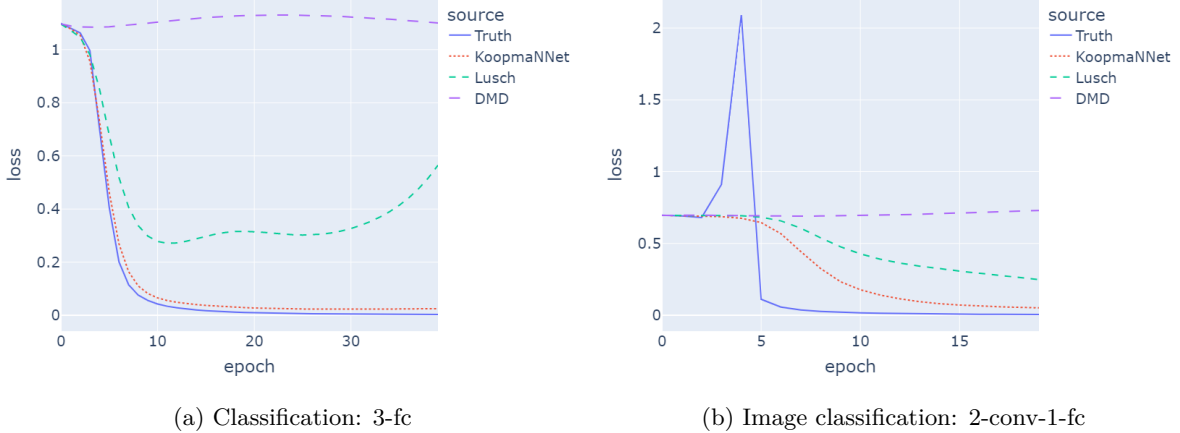 source
Truth
KoopmaNNet
Lusch
DMD
1
0.8
0.6
0.4
0.2
0
loss
0
10
20
30
epoch
(a) Classification: 3-fc
source
Truth
KoopmaNNet
Lusch
DMD
2
1.5
1
0.5
0
loss
0
5
10
15
epoch
(b) Image classification: 2-conv-1-fc